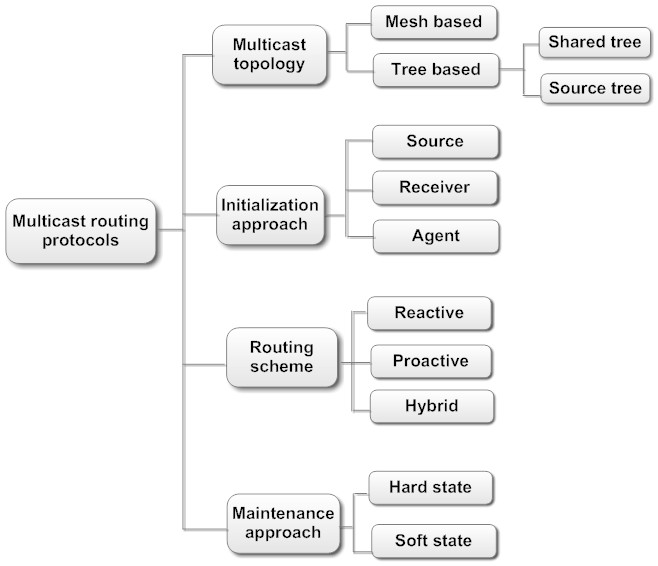 Multicast routing
protocols
Multicast
topology
Mesh based
Tree based
Shared tree
Source tree
Initialization
approach
Source
Receiver
Agent
Routing
scheme
Reactive
Proactive
Hybrid
Maintenance
approach
Hard state
Soft state